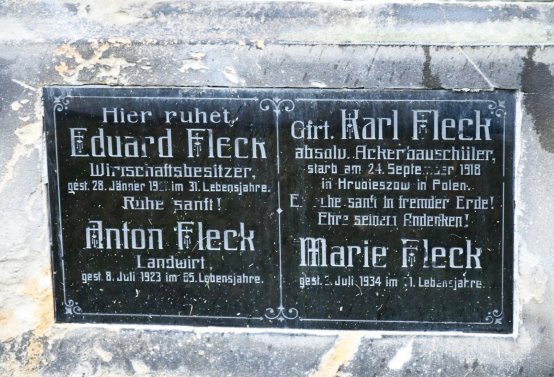 Hier ruhet
Eduard Fleck
Wirtschaftsbesitzer,
gest. 28. Jänner im 31. Lebensjahre.
Ruhe sanft!
Anton Fleck
Landwirt
gest. 8. Juli 1923 im 65. Lebensjahre.
Gfrt. Karl Fleck
absolv. Ackerbauschüler,
starb am 24. September 1918
in Hrubieszow in Polen.
sanft in fremder Erde!
Ehre seinen Andenken!
Marie Fleck
gest. Juli 1934 im Lebensjahre.